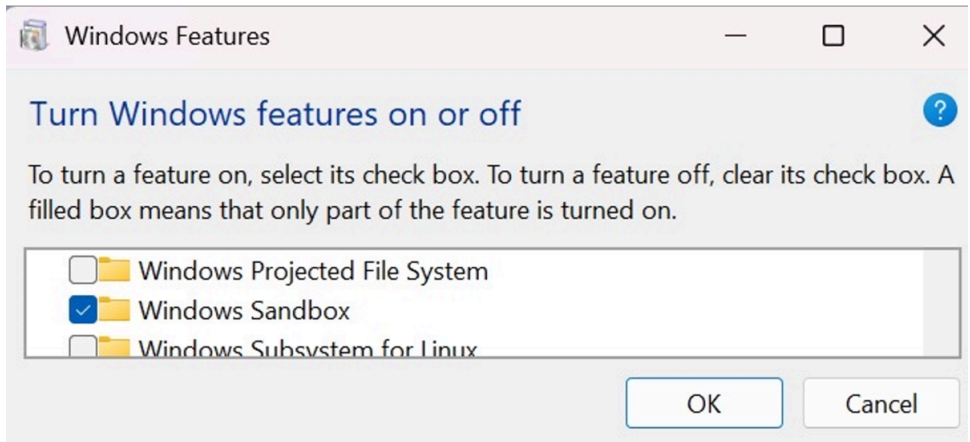 Windows Features
Turn Windows features on or off
?
To turn a feature on, select its check box. To turn a feature off, clear its check box. A
filled box means that only part of the feature is turned on.
Windows Projected File System
Windows Sandbox
Windows Subsystem for Linux
OK
Cancel